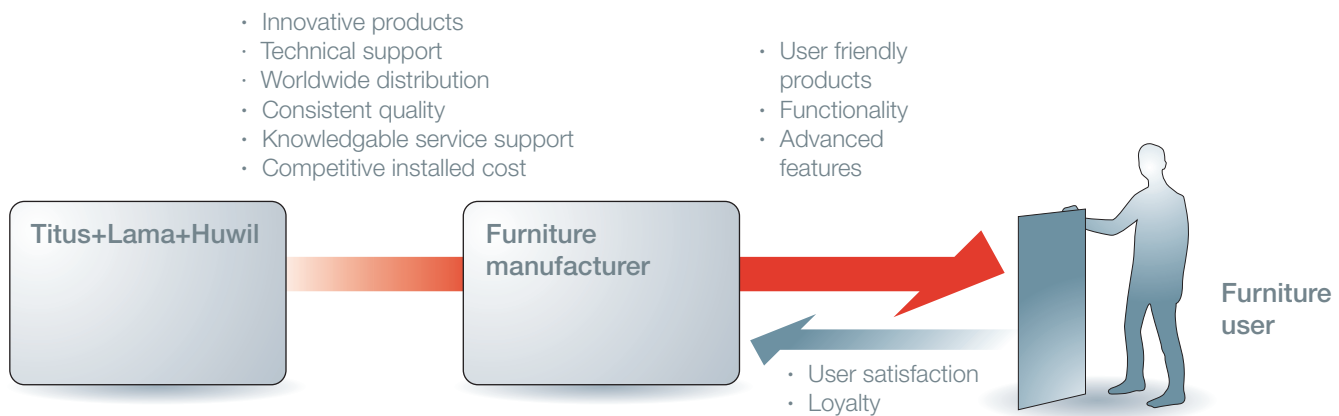 · Innovative products
· Technical support
· Worldwide distribution
· Consistent quality
· Knowledgable service support
· Competitive installed cost
· User friendly
products
· Functionality
· Advanced
features
Titus+Lama+Huwil
Furniture
manufacturer
Furniture
user
· User satisfaction
· Loyalty